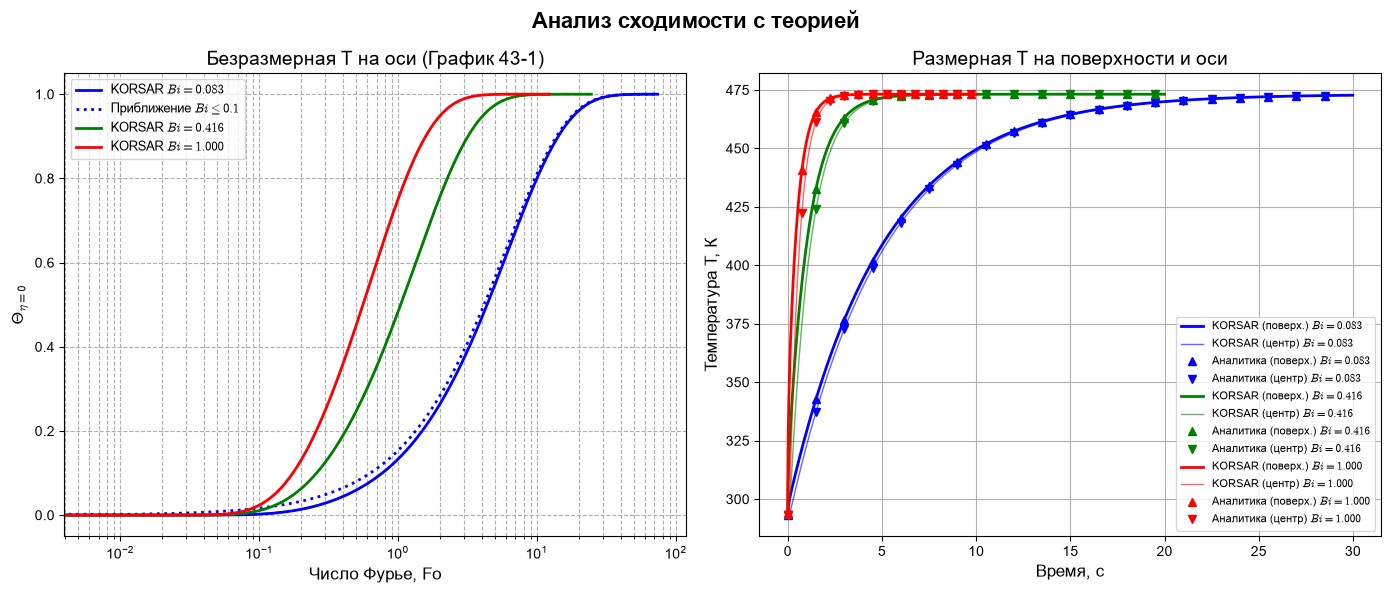 Анализ сходимости с теорией
Безразмерная Т на оси (График 43-1)
KORSAR Bi = 0.083
Приближение Bi ≤ 0.1
KORSAR Bi = 0.416
KORSAR Bi = 1.000
1.0
0.8
0.6
0.4
0.2
0.0
Θη=0
10⁻²
10⁻¹
10⁰
10¹
10²
Число Фурье, Fo
Размерная Т на поверхности и оси
475
450
425
400
375
350
325
300
Температура Т, К
KORSAR (поверх.) Bi = 0.083
KORSAR (центр) Bi = 0.083
Аналитика (поверх.) Bi = 0.083
Аналитика (центр) Bi = 0.083
KORSAR (поверх.) Bi = 0.416
KORSAR (центр) Bi = 0.416
Аналитика (поверх.) Bi = 0.416
Аналитика (центр) Bi = 0.416
KORSAR (поверх.) Bi = 1.000
KORSAR (центр) Bi = 1.000
Аналитика (поверх.) Bi = 1.000
Аналитика (центр) Bi = 1.000
0
5
10
15
20
25
30
Время, с